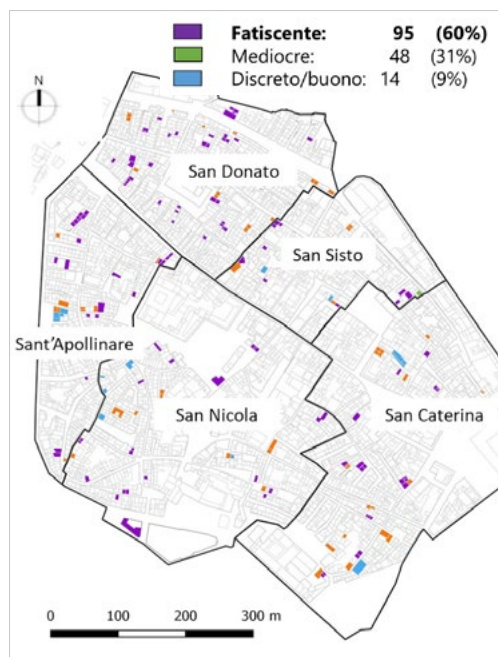 Fatiscente: 95 (60%)
Mediocre: 48 (31%)
Discreto/buono: 14 (9%)
N
San Donato
San Sisto
Sant'Apollinare
San Nicola
San Caterina
0 100 200 300 m